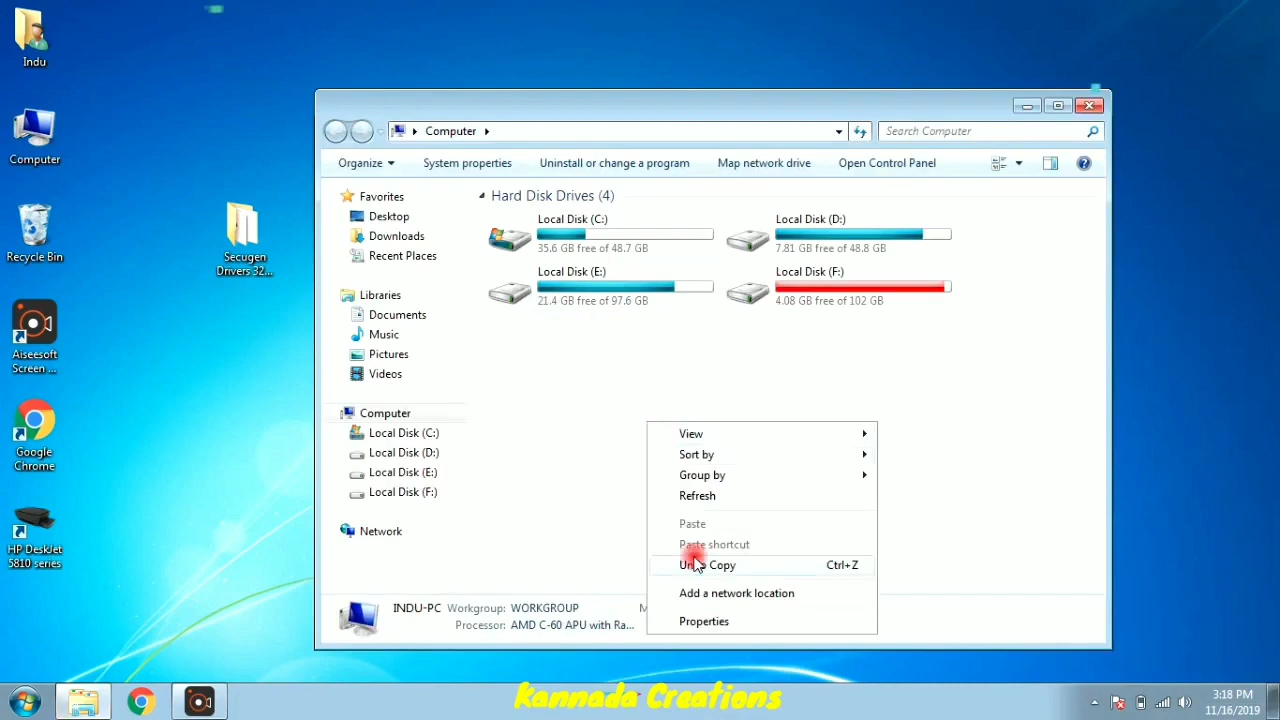 Indu
Computer
Recycle Bin
Aiseesoft
Screen ...
Google
Chrome
HP DeskJet
5810 series
Secugen
Drivers 32...
Computer
Search Computer
Organize
System properties
Uninstall or change a program
Map network drive
Open Control Panel
Favorites
Desktop
Downloads
Recent Places
Libraries
Documents
Music
Pictures
Videos
Computer
Local Disk (C:)
Local Disk (D:)
Local Disk (E:)
Local Disk (F:)
Network
Hard Disk Drives (4)
Local Disk (C:)
35.6 GB free of 48.7 GB
Local Disk (D:)
7.81 GB free of 48.8 GB
Local Disk (E:)
21.4 GB free of 97.6 GB
Local Disk (F:)
4.08 GB free of 102 GB
View
Sort by
Group by
Refresh
Paste
Paste shortcut
Undo Copy Ctrl+Z
Add a network location
Properties
INDU-PC Workgroup: WORKGROUP
Processor: AMD C-60 APU with Ra...
Kannada Creations
3:18 PM
11/16/2019